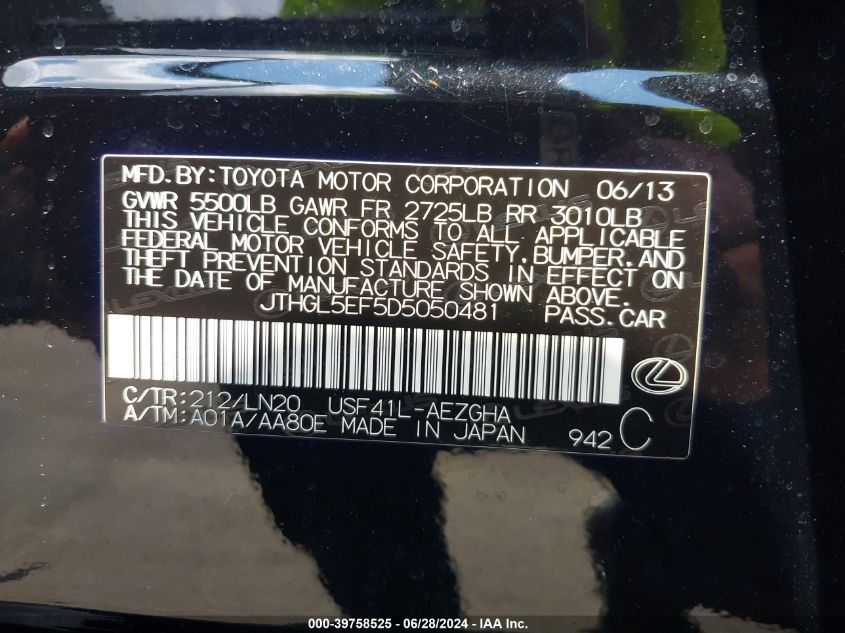 MFD.BY:TOYOTA MOTOR CORPORATION 06/13
GVWR 5500LB GAWR FR 2725LB RR 3010LB
THIS VEHICLE CONFORMS TO ALL APPLICABLE
FEDERAL MOTOR VEHICLE SAFETY,BUMPER,AND
THEFT PREVENTION STANDARDS IN EFFECT ON
THE DATE OF MANUFACTURE SHOWN ABOVE.
JTHGL5EF5D5050481 PASS.CAR
C/TR:212/LN20 USF41L-AEZGHA
A/TM:A01A/AA80E MADE IN JAPAN 942 C
000-39758525 - 06/28/2024 - IAA Inc.